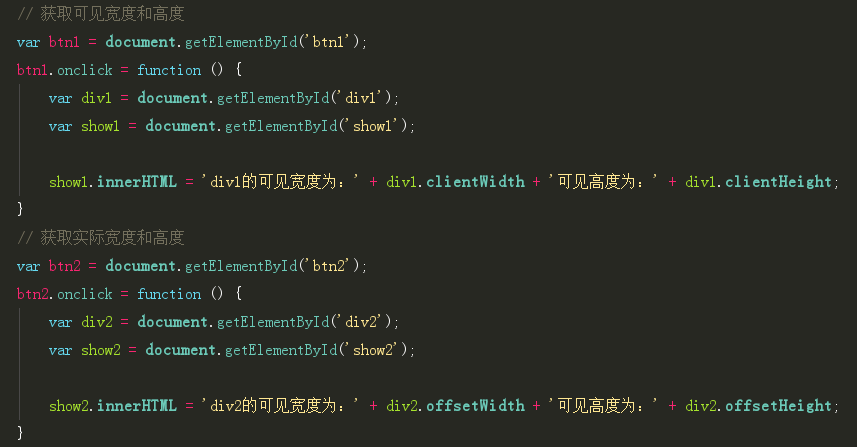 // 获取可见宽度和高度
var btn1 = document.getElementById('btn1');
btn1.onclick = function () {
    var div1 = document.getElementById('div1');
    var show1 = document.getElementById('show1');

    show1.innerHTML = 'div1的可见宽度为：' + div1.clientWidth + '可见高度为：' + div1.clientHeight;
}
// 获取实际宽度和高度
var btn2 = document.getElementById('btn2');
btn2.onclick = function () {
    var div2 = document.getElementById('div2');
    var show2 = document.getElementById('show2');

    show2.innerHTML = 'div2的可见宽度为：' + div2.offsetWidth + '可见高度为：' + div2.offsetHeight;
}